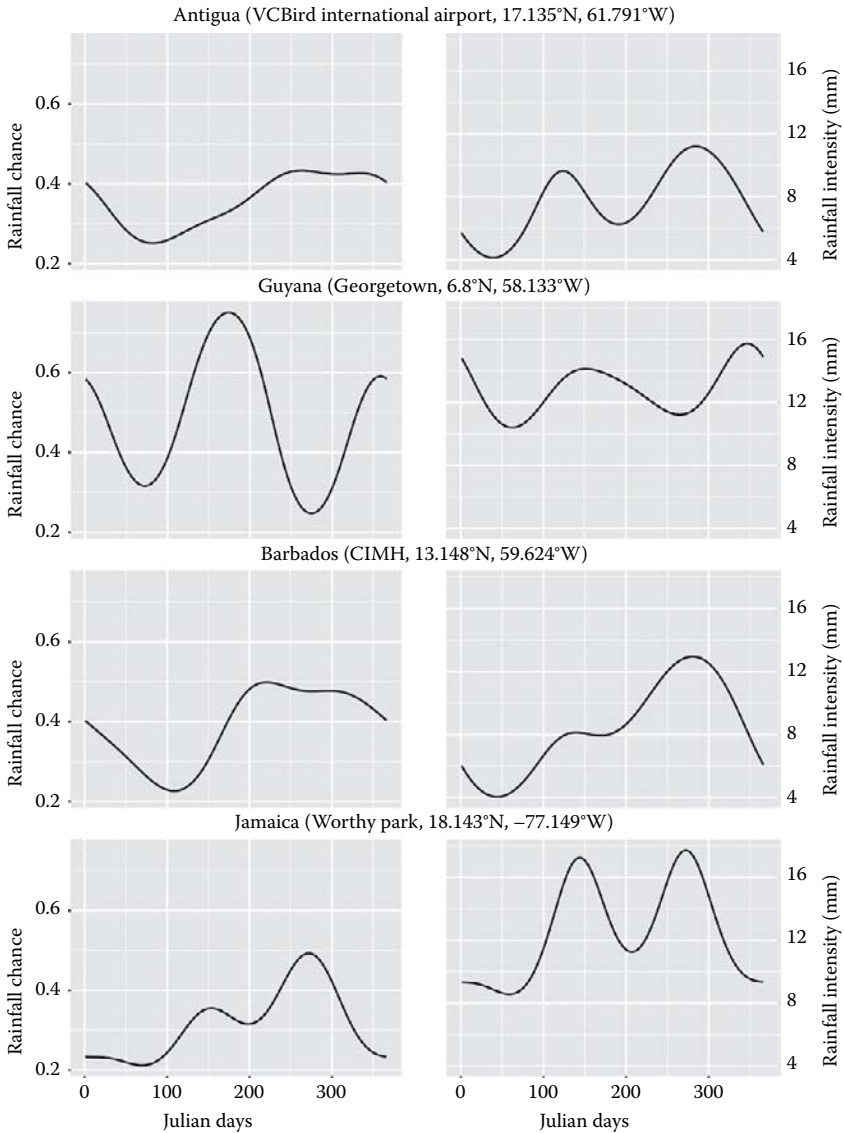 Antigua (VCBird international airport, 17.135°N, 61.791°W)
Rainfall chance
0.6
0.4
0.2
16
12
8
4
Rainfall intensity (mm)
Guyana (Georgetown, 6.8°N, 58.133°W)
Rainfall chance
0.6
0.4
0.2
16
12
8
4
Rainfall intensity (mm)
Barbados (CIMH, 13.148°N, 59.624°W)
Rainfall chance
0.6
0.4
0.2
16
12
8
4
Rainfall intensity (mm)
Jamaica (Worthy park, 18.143°N, –77.149°W)
Rainfall chance
0.6
0.4
0.2
16
12
8
4
Rainfall intensity (mm)
0 100 200 300
0 100 200 300
Julian days
Julian days